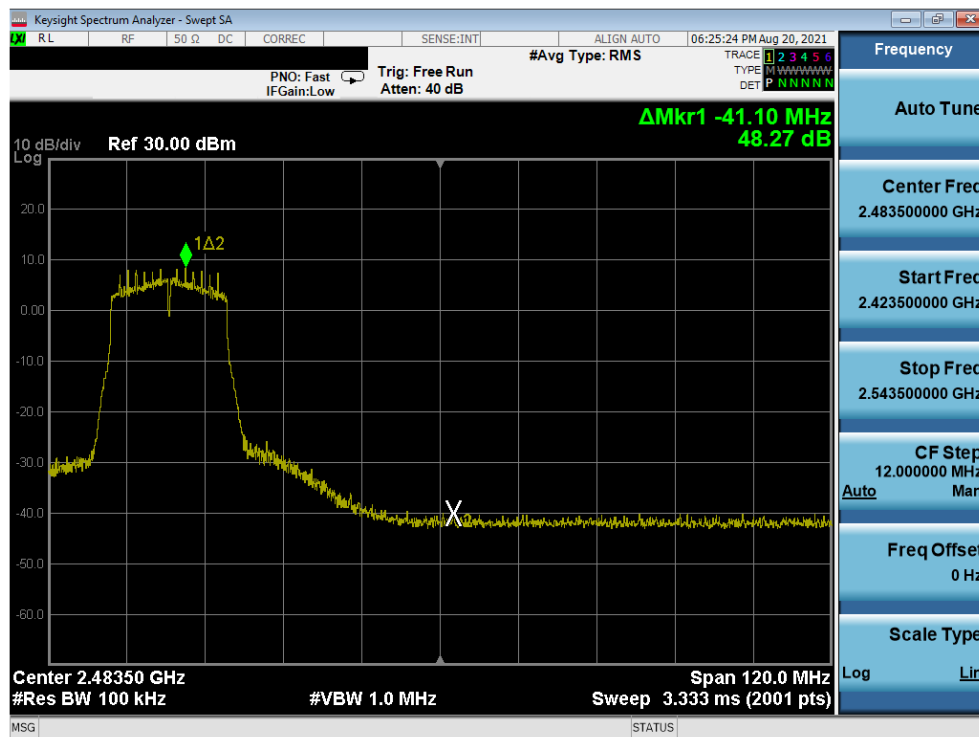 Keysight Spectrum Analyzer - Swept SA
LXI RL RF 50 Ω DC CORREC SENSE:INT ALIGN AUTO 06:25:24 PM Aug 20, 2021
#Avg Type: RMS
TRACE 1 2 3 4 5 6
PNO: Fast Trig: Free Run TYPE M WWWWW
IFGain:Low Atten: 40 dB DET P N N N N N
ΔMkr1 -41.10 MHz
48.27 dB
10 dB/div Ref 30.00 dBm
Log
20.0
1Δ2
10.0
0.00
-10.0
-20.0
-30.0
-40.0
X2
-50.0
-60.0
Center 2.48350 GHz Span 120.0 MHz
#Res BW 100 kHz #VBW 1.0 MHz Sweep 3.333 ms (2001 pts)
MSG STATUS
Frequency
Auto Tune
Center Freq
2.483500000 GHz
Start Freq
2.423500000 GHz
Stop Freq
2.543500000 GHz
CF Step
12.000000 MHz
Auto Man
Freq Offset
0 Hz
Scale Type
Log Lin